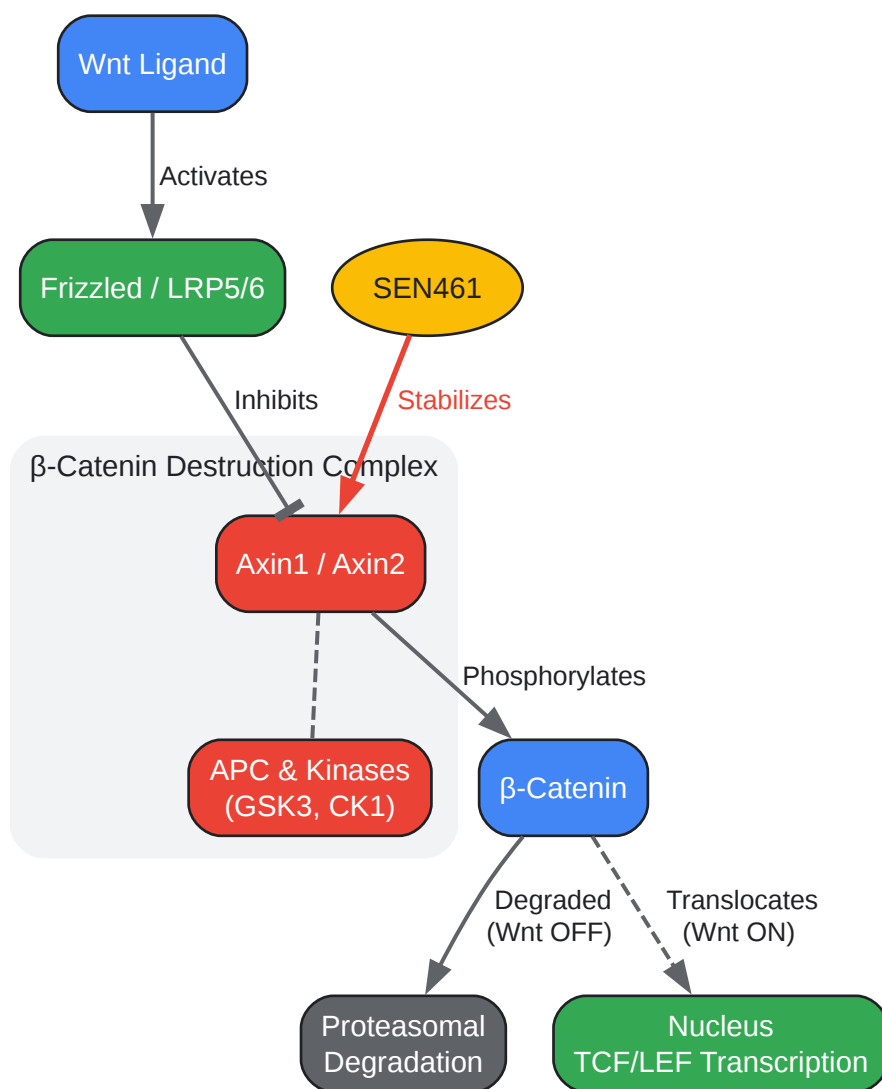 Wnt Ligand
Activates
Frizzled / LRP5/6
SEN461
Inhibits
Stabilizes
β-Catenin Destruction Complex
Axin1 / Axin2
Phosphorylates
APC & Kinases
(GSK3, CK1)
β-Catenin
Degraded
(Wnt OFF)
Translocates
(Wnt ON)
Proteasomal
Degradation
Nucleus
TCF/LEF Transcription